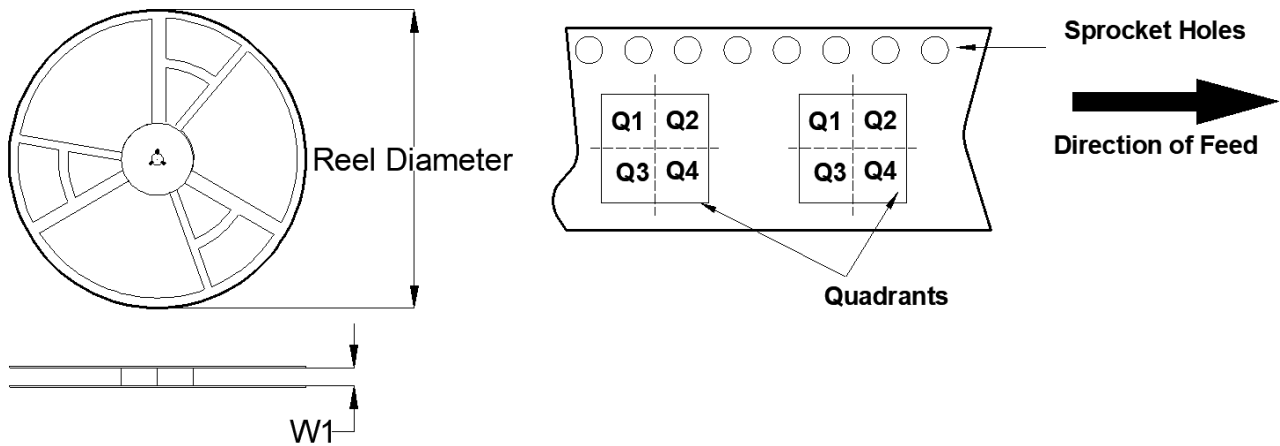 Reel Diameter
W1
Sprocket Holes
Q1 Q2 Q1 Q2
Q3 Q4 Q3 Q4
Direction of Feed
Quadrants